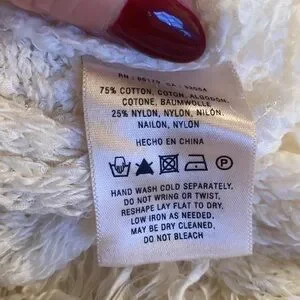 75% COTTON, COTON, ALGODON,
COTONE, BAUMWOLLE
25% NYLON, NYLON, NILÓN,
NAILON, NYLON
HECHO EN CHINA
P
HAND WASH COLD SEPARATELY.
DO NOT WRING OR TWIST.
RESHAPE LAY FLAT TO DRY.
LOW IRON AS NEEDED.
MAY BE DRY CLEANED.
DO NOT BLEACH